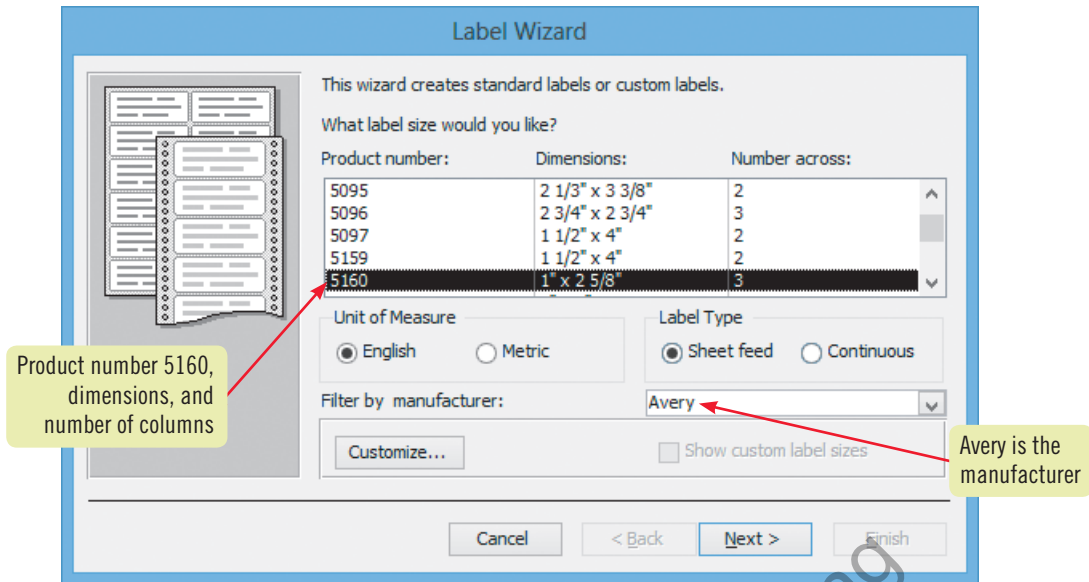 Label Wizard
This wizard creates standard labels or custom labels.
What label size would you like?
Product number: Dimensions: Number across:
5095 2 1/3" x 3 3/8" 2
5096 2 3/4" x 2 3/4" 3
5097 1 1/2" x 4" 2
5159 1 1/2" x 4" 2
5160 1" x 2 5/8" 3
Unit of Measure Label Type
English Metric Sheet feed Continuous
Product number 5160,
dimensions, and
number of columns
Filter by manufacturer: Avery
Customize... Show custom label sizes
Avery is the
manufacturer
Cancel < Back Next > Finish